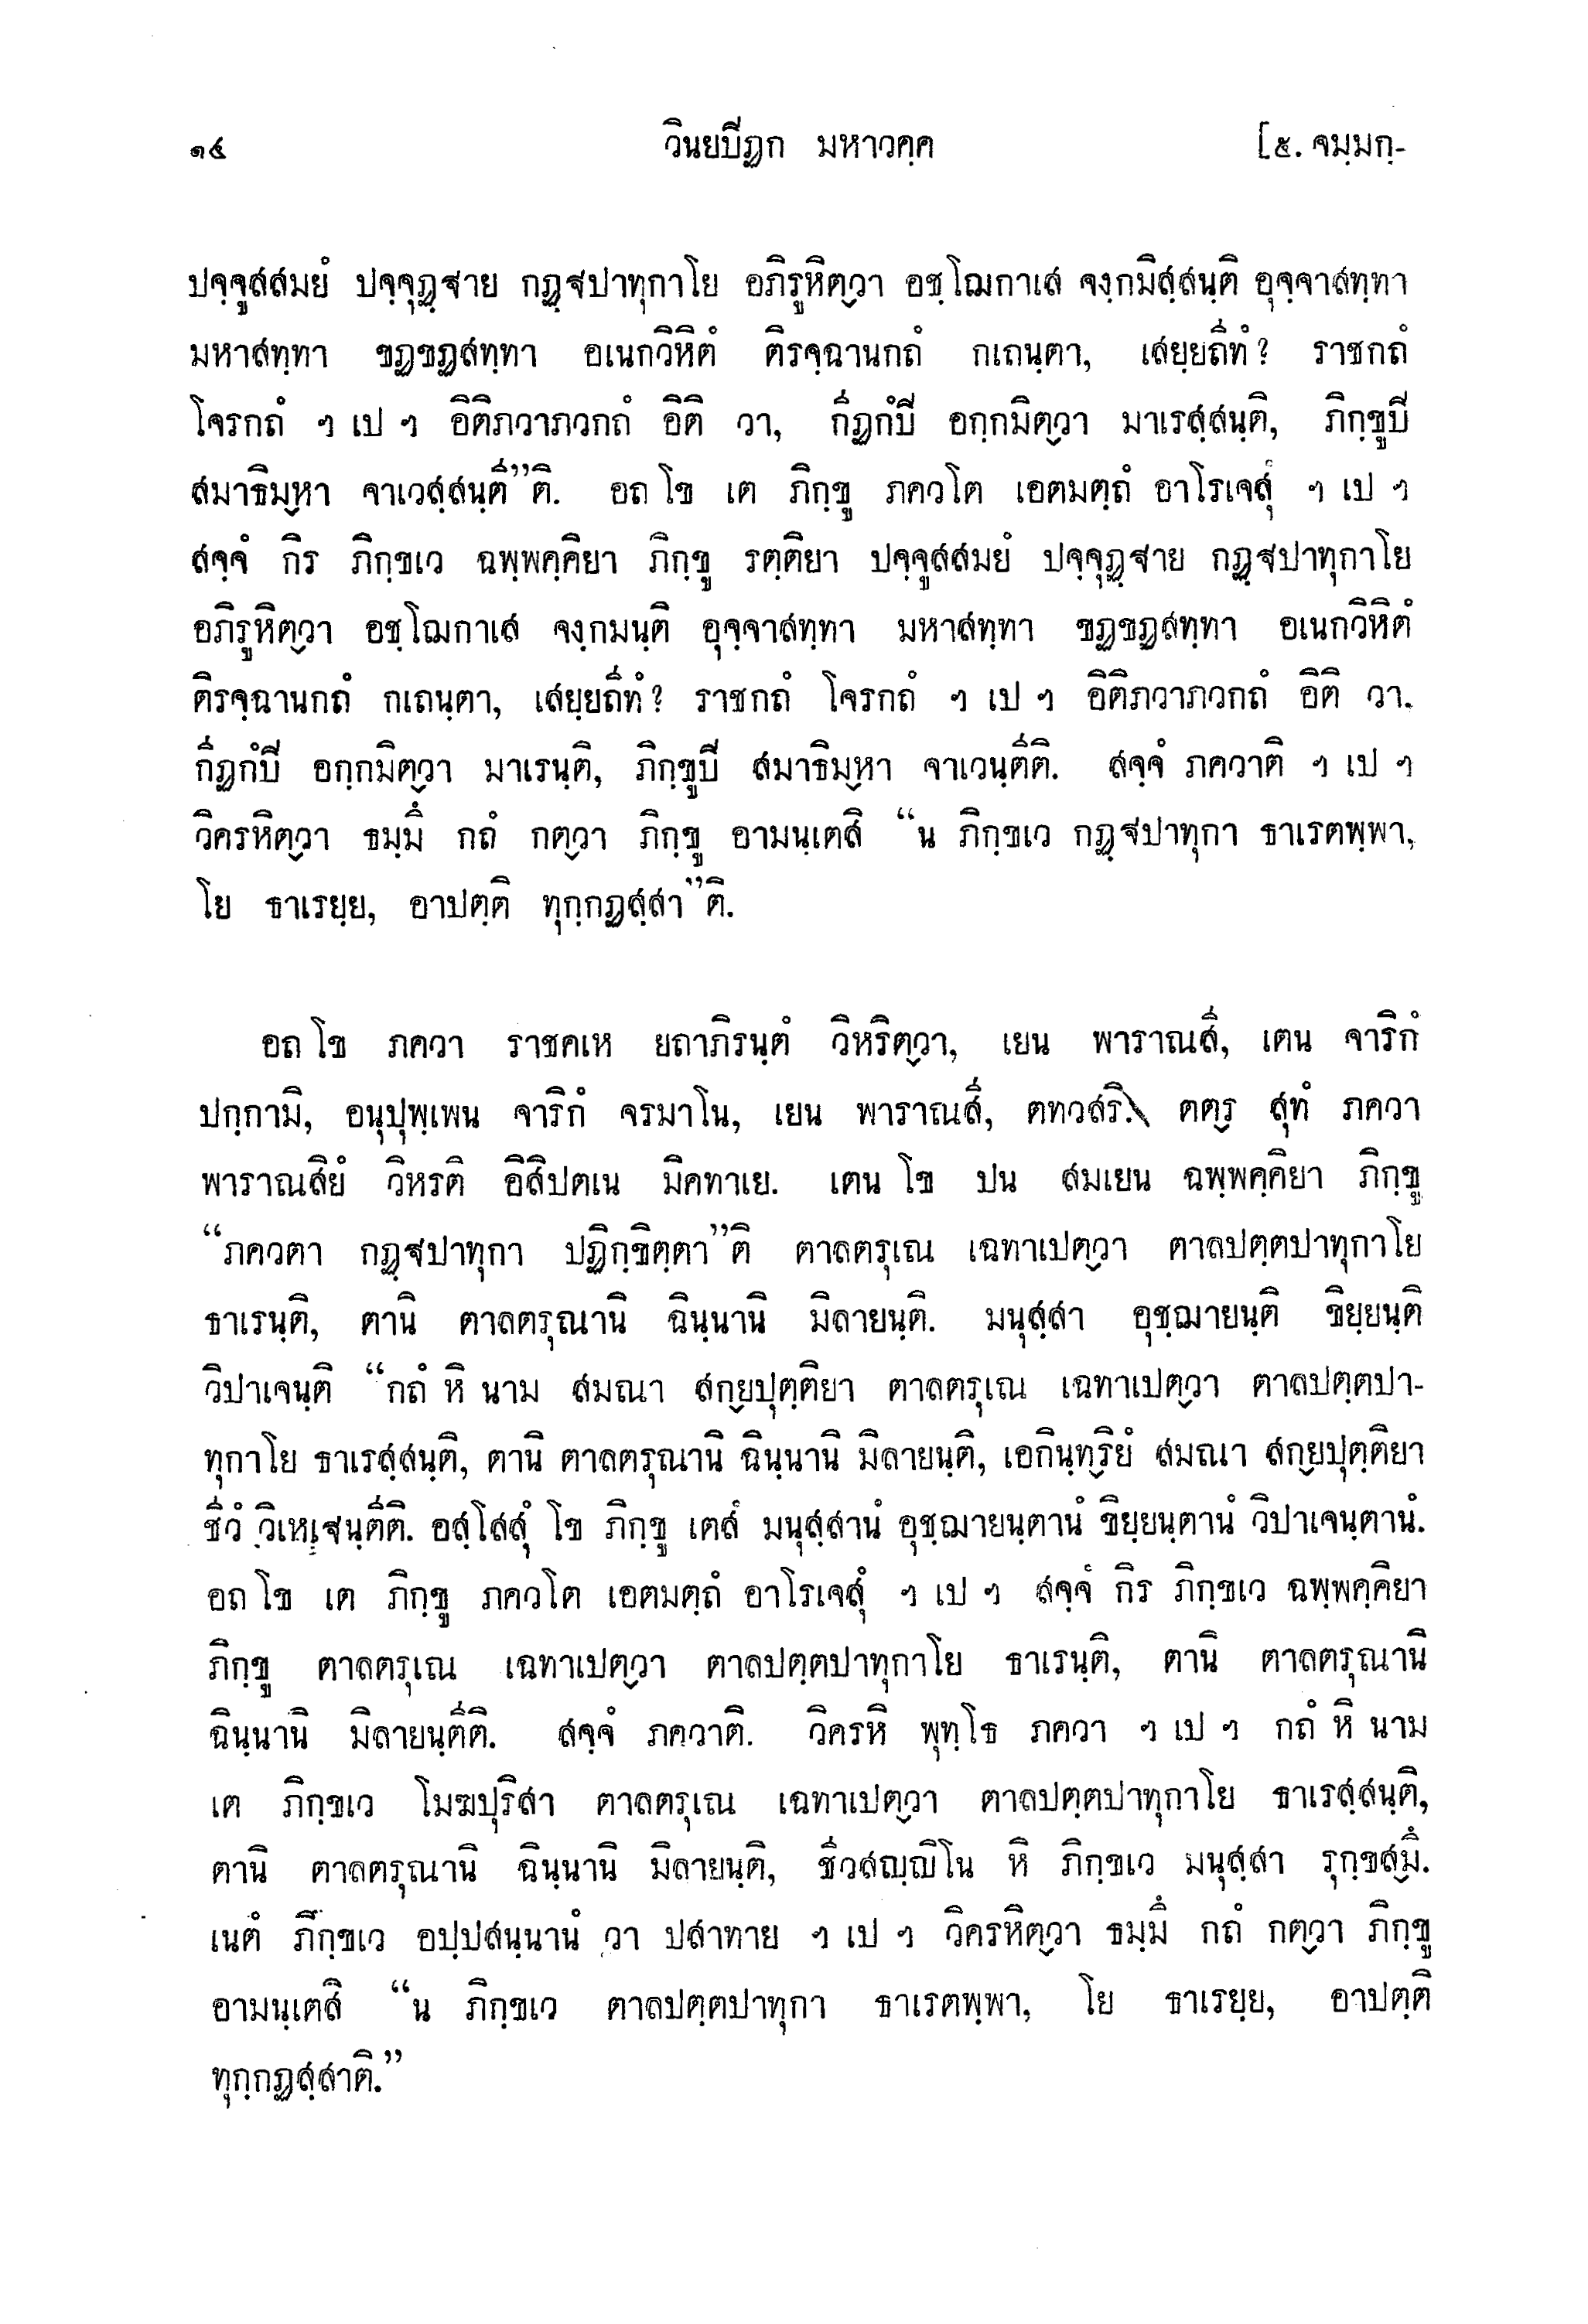 ๑๔ วินยปีฏก มหาวคฺค [๕. จมฺมกฺ-
ปจฺจูสสมยํ ปจฺจุฏฺฐาย กฏฺฐปาทุกาโย อภิรูหิตฺวา อชฺโฌกาเส จงฺกมิสฺสนฺติ อุจฺจาสทฺทา
มหาสทฺทา ขฏขฏสทฺทา อเนกวิหิตํ ติรจฺฉานกถํ กเถนฺตา, เสยฺยถีทํ? ราชกถํ
โจรกถํ ฯ เป ฯ อิติภวาภวกถํ อิติ วา, กีฏกํปี อกฺกมิตฺวา มาเรสฺสนฺติ, ภิกฺขูปี
สมาธิมฺหา จาเวสฺสนฺตี”ติ. อถ โข เต ภิกฺขู ภควโต เอตมตฺถํ อาโรเจสุํ ฯ เป ฯ
สจฺจํ กิร ภิกฺขเว ฉพฺพคฺคิยา ภิกฺขู รตฺติยา ปจฺจูสสมยํ ปจฺจุฏฺฐาย กฏฺฐปาทุกาโย
อภิรูหิตฺวา อชฺโฌกาเส จงฺกมนฺติ อุจฺจาสทฺทา มหาสทฺทา ขฏขฏสทฺทา อเนกวิหิตํ
ติรจฺฉานกถํ กเถนฺตา, เสยฺยถีทํ? ราชกถํ โจรกถํ ฯ เป ฯ อิติภวาภวกถํ อิติ วา,
กีฏกํปี อกฺกมิตฺวา มาเรนฺติ, ภิกฺขูปี สมาธิมฺหา จาเวนฺตีติ. สจฺจํ ภควาติ ฯ เป ฯ
วิครหิตฺวา ธมฺมึ กถํ กตฺวา ภิกฺขู อามนฺเตสิ “น ภิกฺขเว กฏฺฐปาทุกา ธาเรตพฺพา,
โย ธาเรยฺย, อาปตฺติ ทุกฺกฏสฺสา”ติ.
อถ โข ภควา ราชคเห ยถาภิรนฺตํ วิหริตฺวา, เยน พาราณสี, เตน จาริกํ
ปกฺกามิ, อนุปุพฺเพน จาริกํ จรมาโน, เยน พาราณสี, ตทวสริ. ตตฺร สุทํ ภควา
พาราณสิยํ วิหรติ อิสิปตเน มิคทาเย. เตน โข ปน สมเยน ฉพฺพคฺคิยา ภิกฺขู
“ภควตา กฏฺฐปาทุกา ปฏิกฺขิตฺตา”ติ ตาลตรุเณ เฉทาเปตฺวา ตาลปตฺตปาทุกาโย
ธาเรนฺติ, ตานิ ตาลตรุณานิ ฉินฺนานิ มิลายนฺติ. มนุสฺสา อุชฺฌายนฺติ ขิยฺยนฺติ
วิปาเจนฺติ “กถํ หิ นาม สมณา สกฺยปุตฺติยา ตาลตรุเณ เฉทาเปตฺวา ตาลปตฺตปา-
ทุกาโย ธาเรสฺสนฺติ, ตานิ ตาลตรุณานิ ฉินฺนานิ มิลายนฺติ, เอกินฺทฺริยํ สมณา สกฺยปุตฺติยา
ชีวํ วิเหเฐนฺตีติ. อสฺโสสุํ โข ภิกฺขู เตสํ มนุสฺสานํ อุชฺฌายนฺตานํ ขิยฺยนฺตานํ วิปาเจนฺตานํ.
อถ โข เต ภิกฺขู ภควโต เอตมตฺถํ อาโรเจสุํ ฯ เป ฯ สจฺจํ กิร ภิกฺขเว ฉพฺพคฺคิยา
ภิกฺขู ตาลตรุเณ เฉทาเปตฺวา ตาลปตฺตปาทุกาโย ธาเรนฺติ, ตานิ ตาลตรุณานิ
ฉินฺนานิ มิลายนฺตีติ. สจฺจํ ภควาติ. วิครหิ พุทฺโธ ภควา ฯ เป ฯ กถํ หิ นาม
เต ภิกฺขเว โมฆปุริสา ตาลตรุเณ เฉทาเปตฺวา ตาลปตฺตปาทุกาโย ธาเรสฺสนฺติ,
ตานิ ตาลตรุณานิ ฉินฺนานิ มิลายนฺติ, ชีวสญฺญิโน หิ ภิกฺขเว มนุสฺสา รุกฺขสฺมึ.
เนตํ ภิกฺขเว อปฺปสนฺนานํ วา ปสาทาย ฯ เป ฯ วิครหิตฺวา ธมฺมึ กถํ กตฺวา ภิกฺขู
อามนฺเตสิ “น ภิกฺขเว ตาลปตฺตปาทุกา ธาเรตพฺพา, โย ธาเรยฺย, อาปตฺติ
ทุกฺกฏสฺสาติ.”